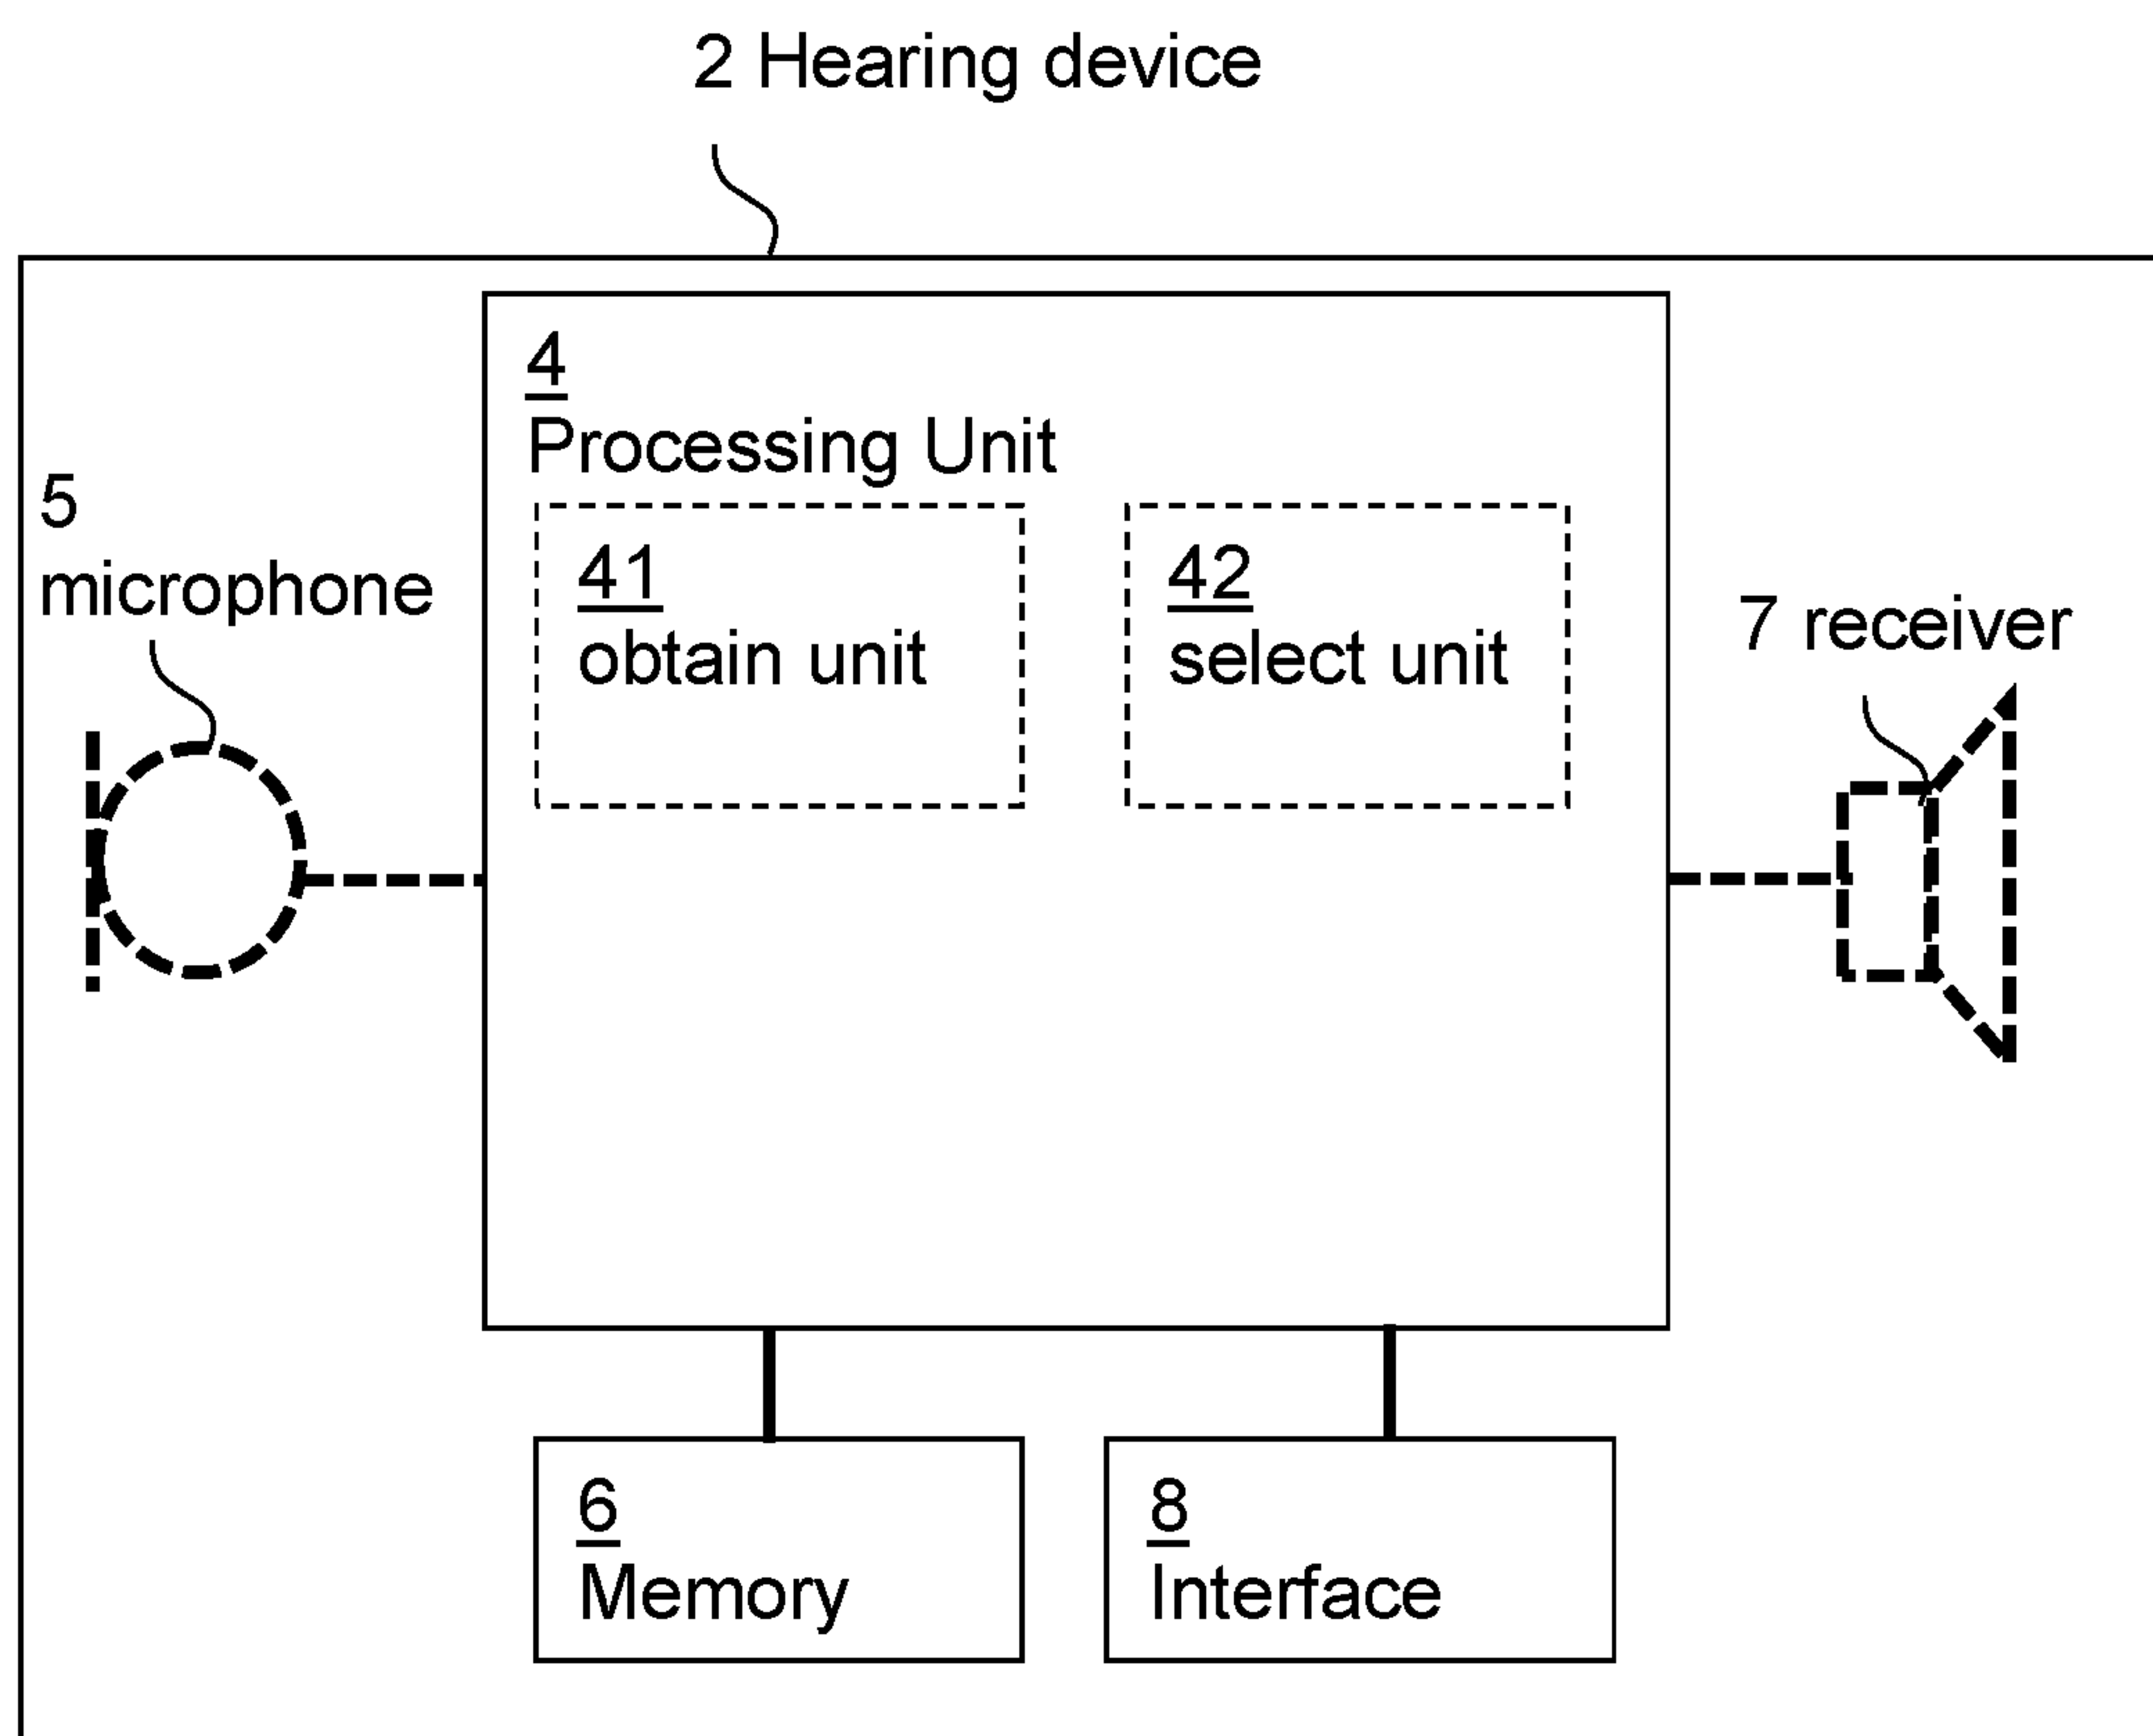 2 Hearing device
4
Processing Unit
5
microphone
41
obtain unit
42
select unit
7 receiver
6
Memory
8
Interface